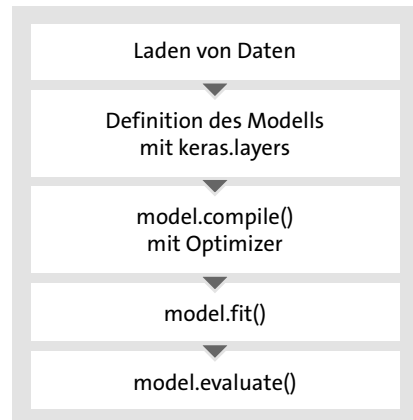 Laden von Daten
Definition des Modells
mit keras.layers
model.compile()
mit Optimizer
model.fit()
model.evaluate()